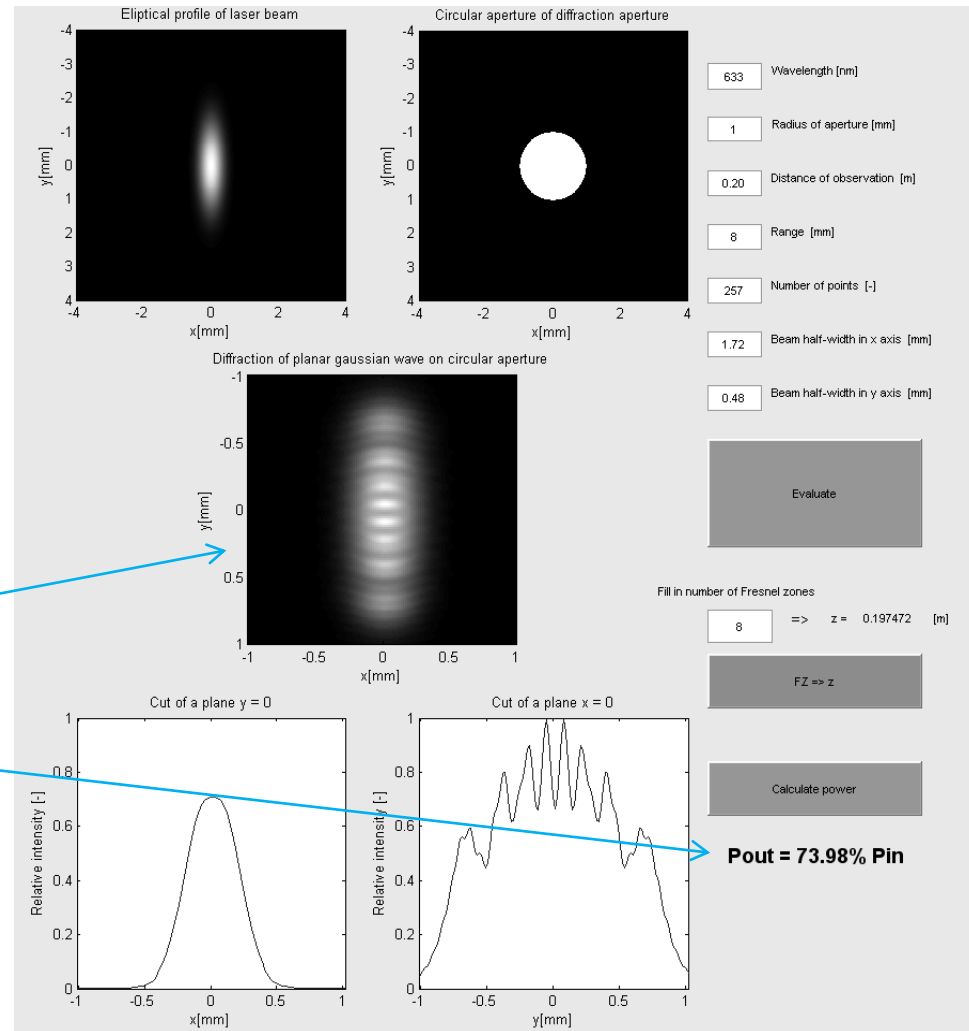 Eliptical profile of laser beam
-4
-3
-2
-1
0
1
2
3
4
y[mm]
-4 -2 0 2 4
x[mm]
Circular aperture of diffraction aperture
-4
-3
-2
-1
0
1
2
3
4
y[mm]
-4 -2 0 2 4
x[mm]
633 Wavelength [nm]
1 Radius of aperture [mm]
0.20 Distance of observation [m]
8 Range [mm]
257 Number of points [-]
1.72 Beam half-width in x axis [mm]
0.48 Beam half-width in y axis [mm]
Evaluate
Diffraction of planar gaussian wave on circular aperture
-1
-0.5
0
0.5
1
y[mm]
-1 -0.5 0 0.5 1
x[mm]
Fill in number of Fresnel zones
8 => z = 0.197472 [m]
FZ => z
Calculate power
Pout = 73.98% Pin
Cut of a plane y = 0
1
0.8
0.6
0.4
0.2
0
Relative intensity [-]
-1 -0.5 0 0.5 1
x[mm]
Cut of a plane x = 0
1
0.8
0.6
0.4
0.2
0
Relative intensity [-]
-1 -0.5 0 0.5 1
y[mm]